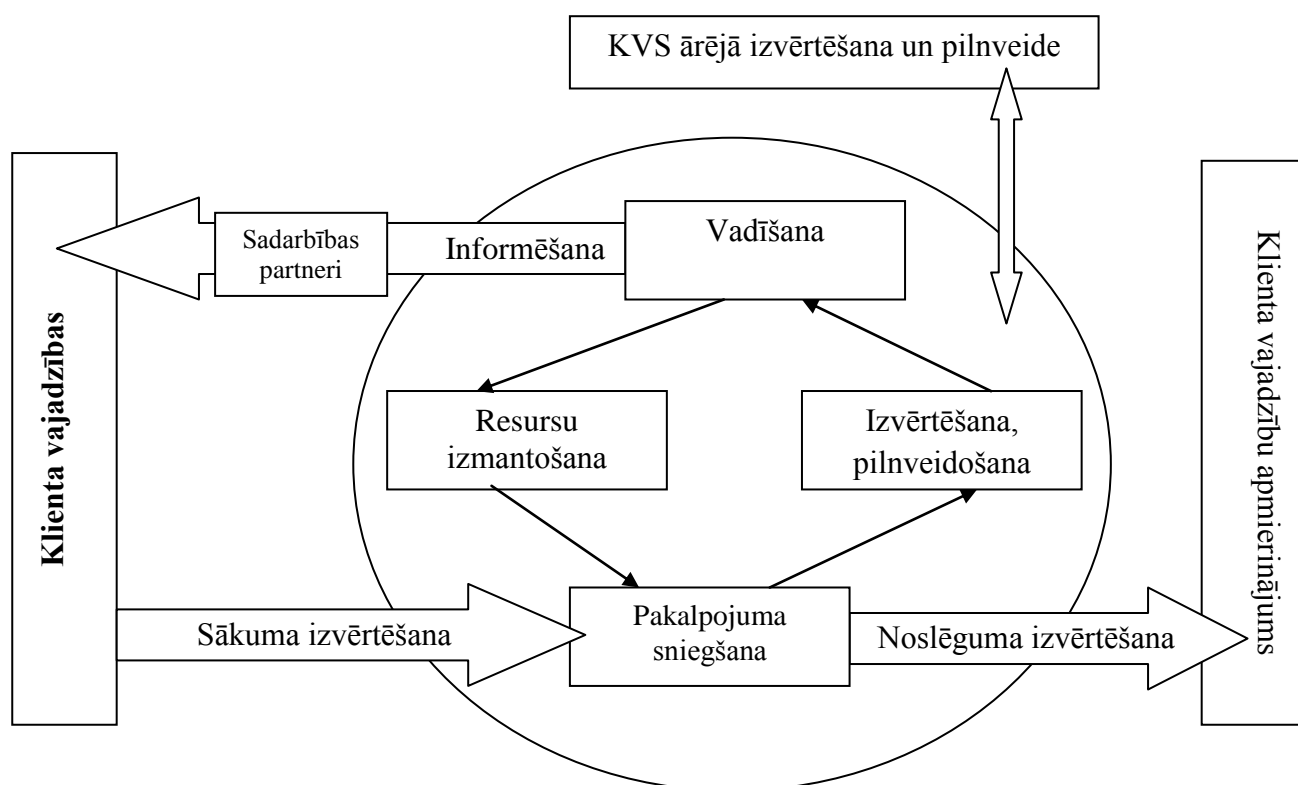 KVS ārējā izvērtēšana un pilnveide
Klienta vajadzības
Sadarbības
partneri
Informēšana
Vadīšana
Resursu
izmantošana
Izvērtēšana,
pilnveidošana
Sākuma izvērtēšana
Pakalpojuma
sniegšana
Noslēguma izvērtēšana
Klienta vajadzību apmierinājums